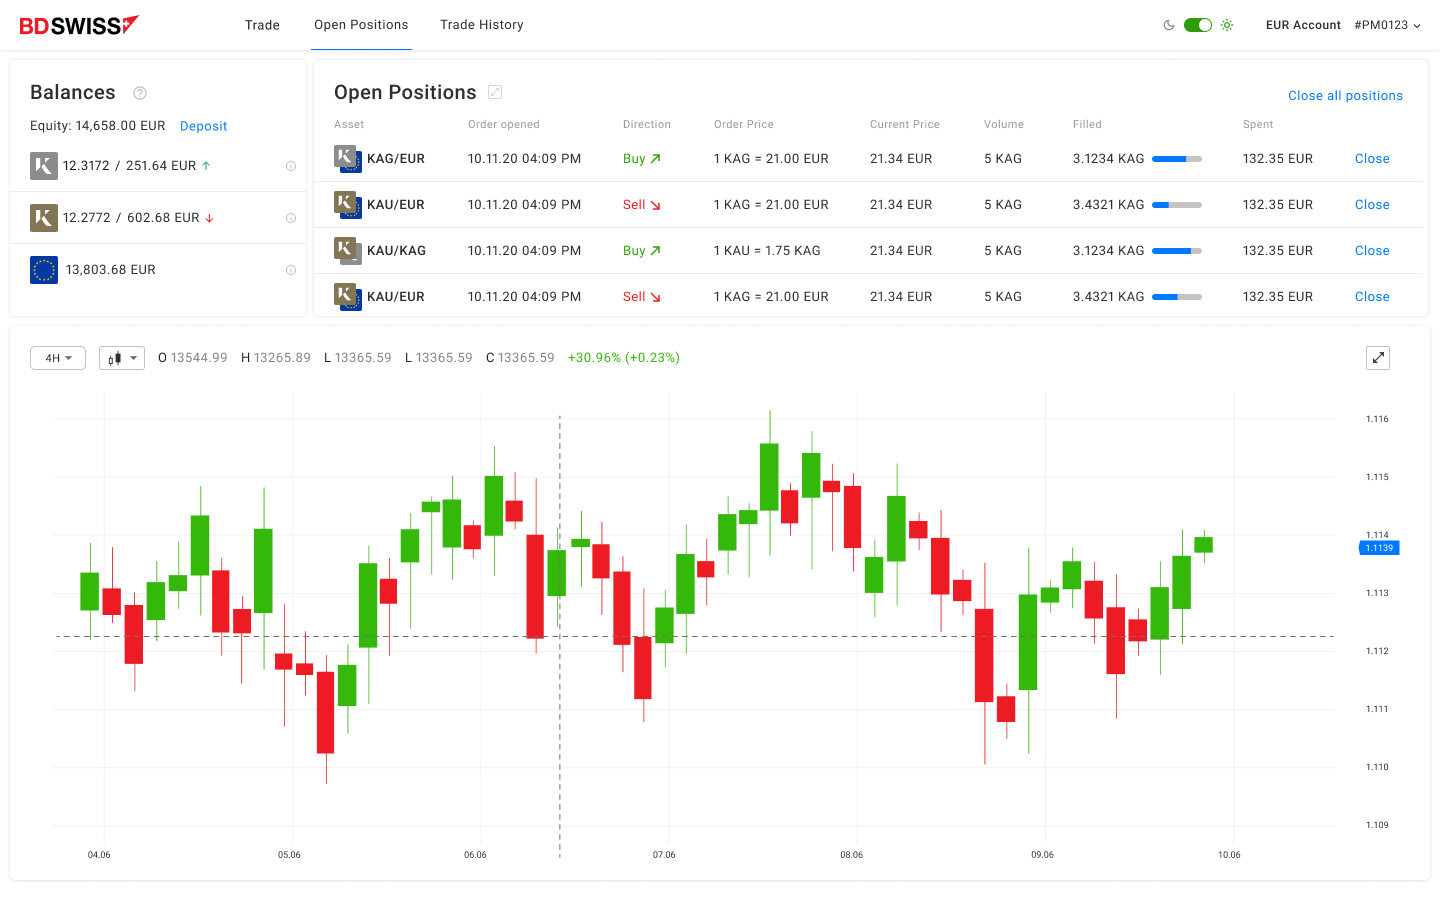 BDSWISS Trade Open Positions Trade History EUR Account #PM0123
Balances
Equity: 14,658.00 EUR Deposit
12.3172 / 251.64 EUR
12.2772 / 602.68 EUR
13,803.68 EUR
Open Positions
Close all positions
Asset Order opened Direction Order Price Current Price Volume Filled Spent
KAG/EUR 10.11.20 04:09 PM Buy 1 KAG = 21.00 EUR 21.34 EUR 5 KAG 3.1234 KAG 132.35 EUR Close
KAU/EUR 10.11.20 04:09 PM Sell 1 KAG = 21.00 EUR 21.34 EUR 5 KAG 3.4321 KAG 132.35 EUR Close
KAU/KAG 10.11.20 04:09 PM Buy 1 KAU = 1.75 KAG 21.34 EUR 5 KAG 3.1234 KAG 132.35 EUR Close
KAU/EUR 10.11.20 04:09 PM Sell 1 KAG = 21.00 EUR 21.34 EUR 5 KAG 3.4321 KAG 132.35 EUR Close
4H O 13544.99 H 13265.89 L 13365.59 L 13365.59 C 13365.59 +30.96% (+0.23%)
1.116
1.115
1.114
1.1139
1.113
1.112
1.111
1.110
1.109
04.06 05.06 06.06 07.06 08.06 09.06 10.06